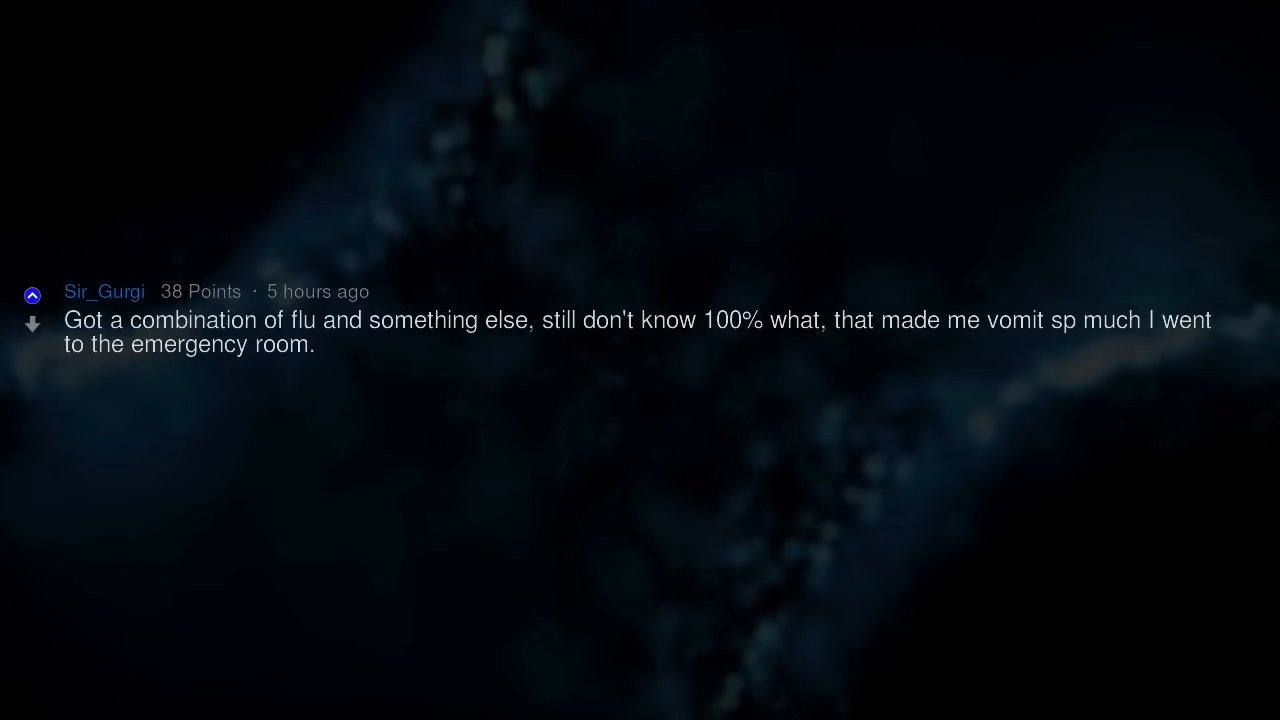 Sir_Gurgi 38 Points · 5 hours ago
Got a combination of flu and something else, still don't know 100% what, that made me vomit sp much I went
to the emergency room.